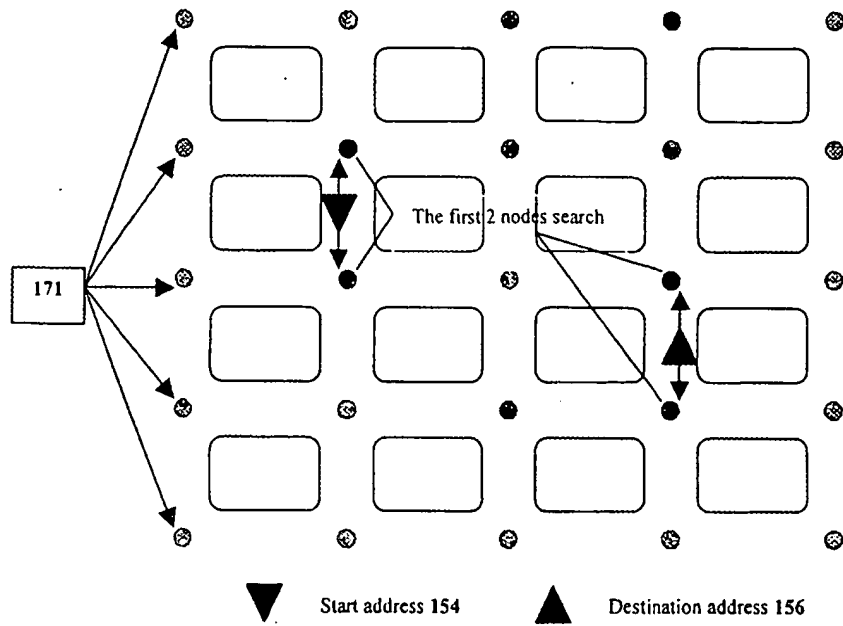 The first 2 nodes search
171
Start address 154
Destination address 156